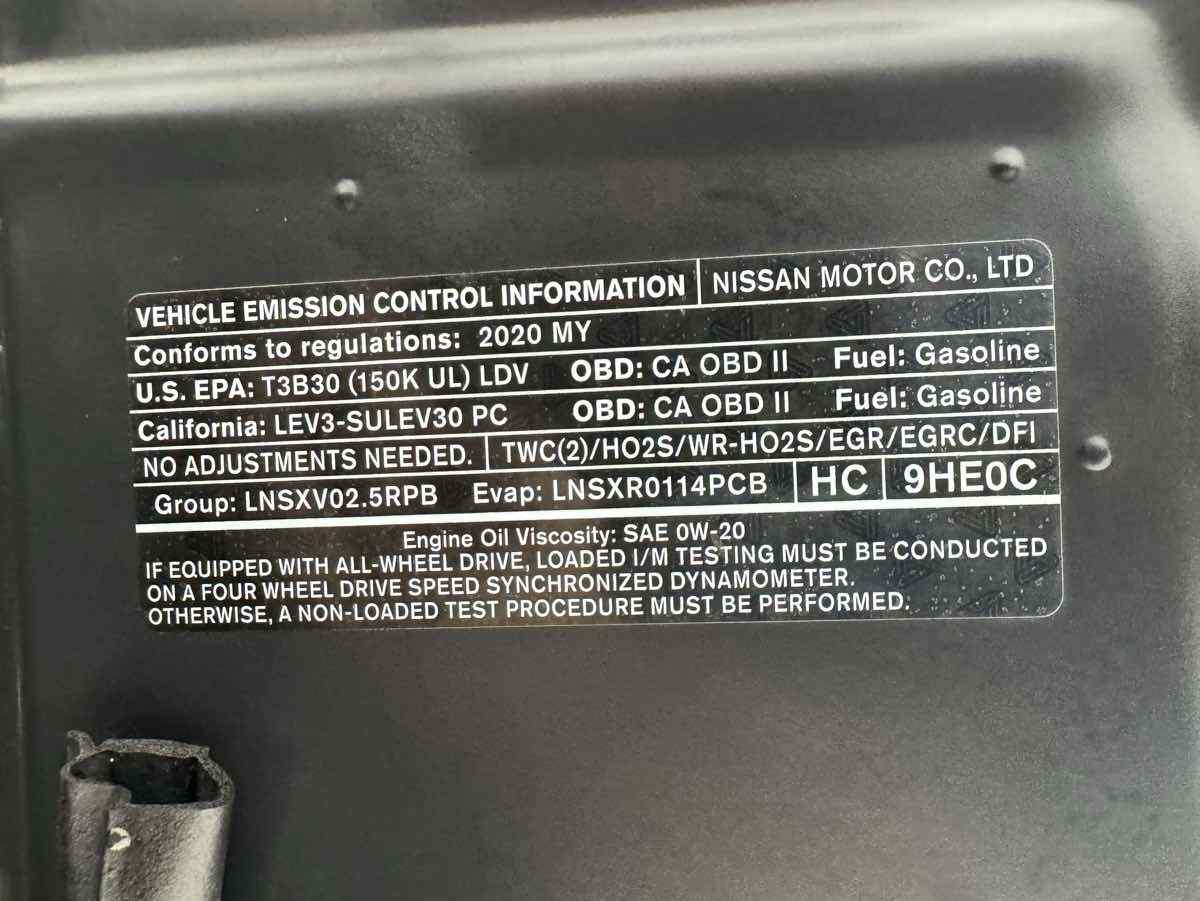 VEHICLE EMISSION CONTROL INFORMATION NISSAN MOTOR CO., LTD
Conforms to regulations: 2020 MY
U.S. EPA: T3B30 (150K UL) LDV OBD: CA OBD II Fuel: Gasoline
California: LEV3-SULEV30 PC OBD: CA OBD II Fuel: Gasoline
NO ADJUSTMENTS NEEDED. TWC(2)/HO2S/WR-HO2S/EGR/EGRC/DFI
Group: LNSXV02.5RPB Evap: LNSXR0114PCB HC 9HE0C
Engine Oil Viscosity: SAE 0W-20
IF EQUIPPED WITH ALL-WHEEL DRIVE, LOADED I/M TESTING MUST BE CONDUCTED
ON A FOUR WHEEL DRIVE SPEED SYNCHRONIZED DYNAMOMETER.
OTHERWISE, A NON-LOADED TEST PROCEDURE MUST BE PERFORMED.